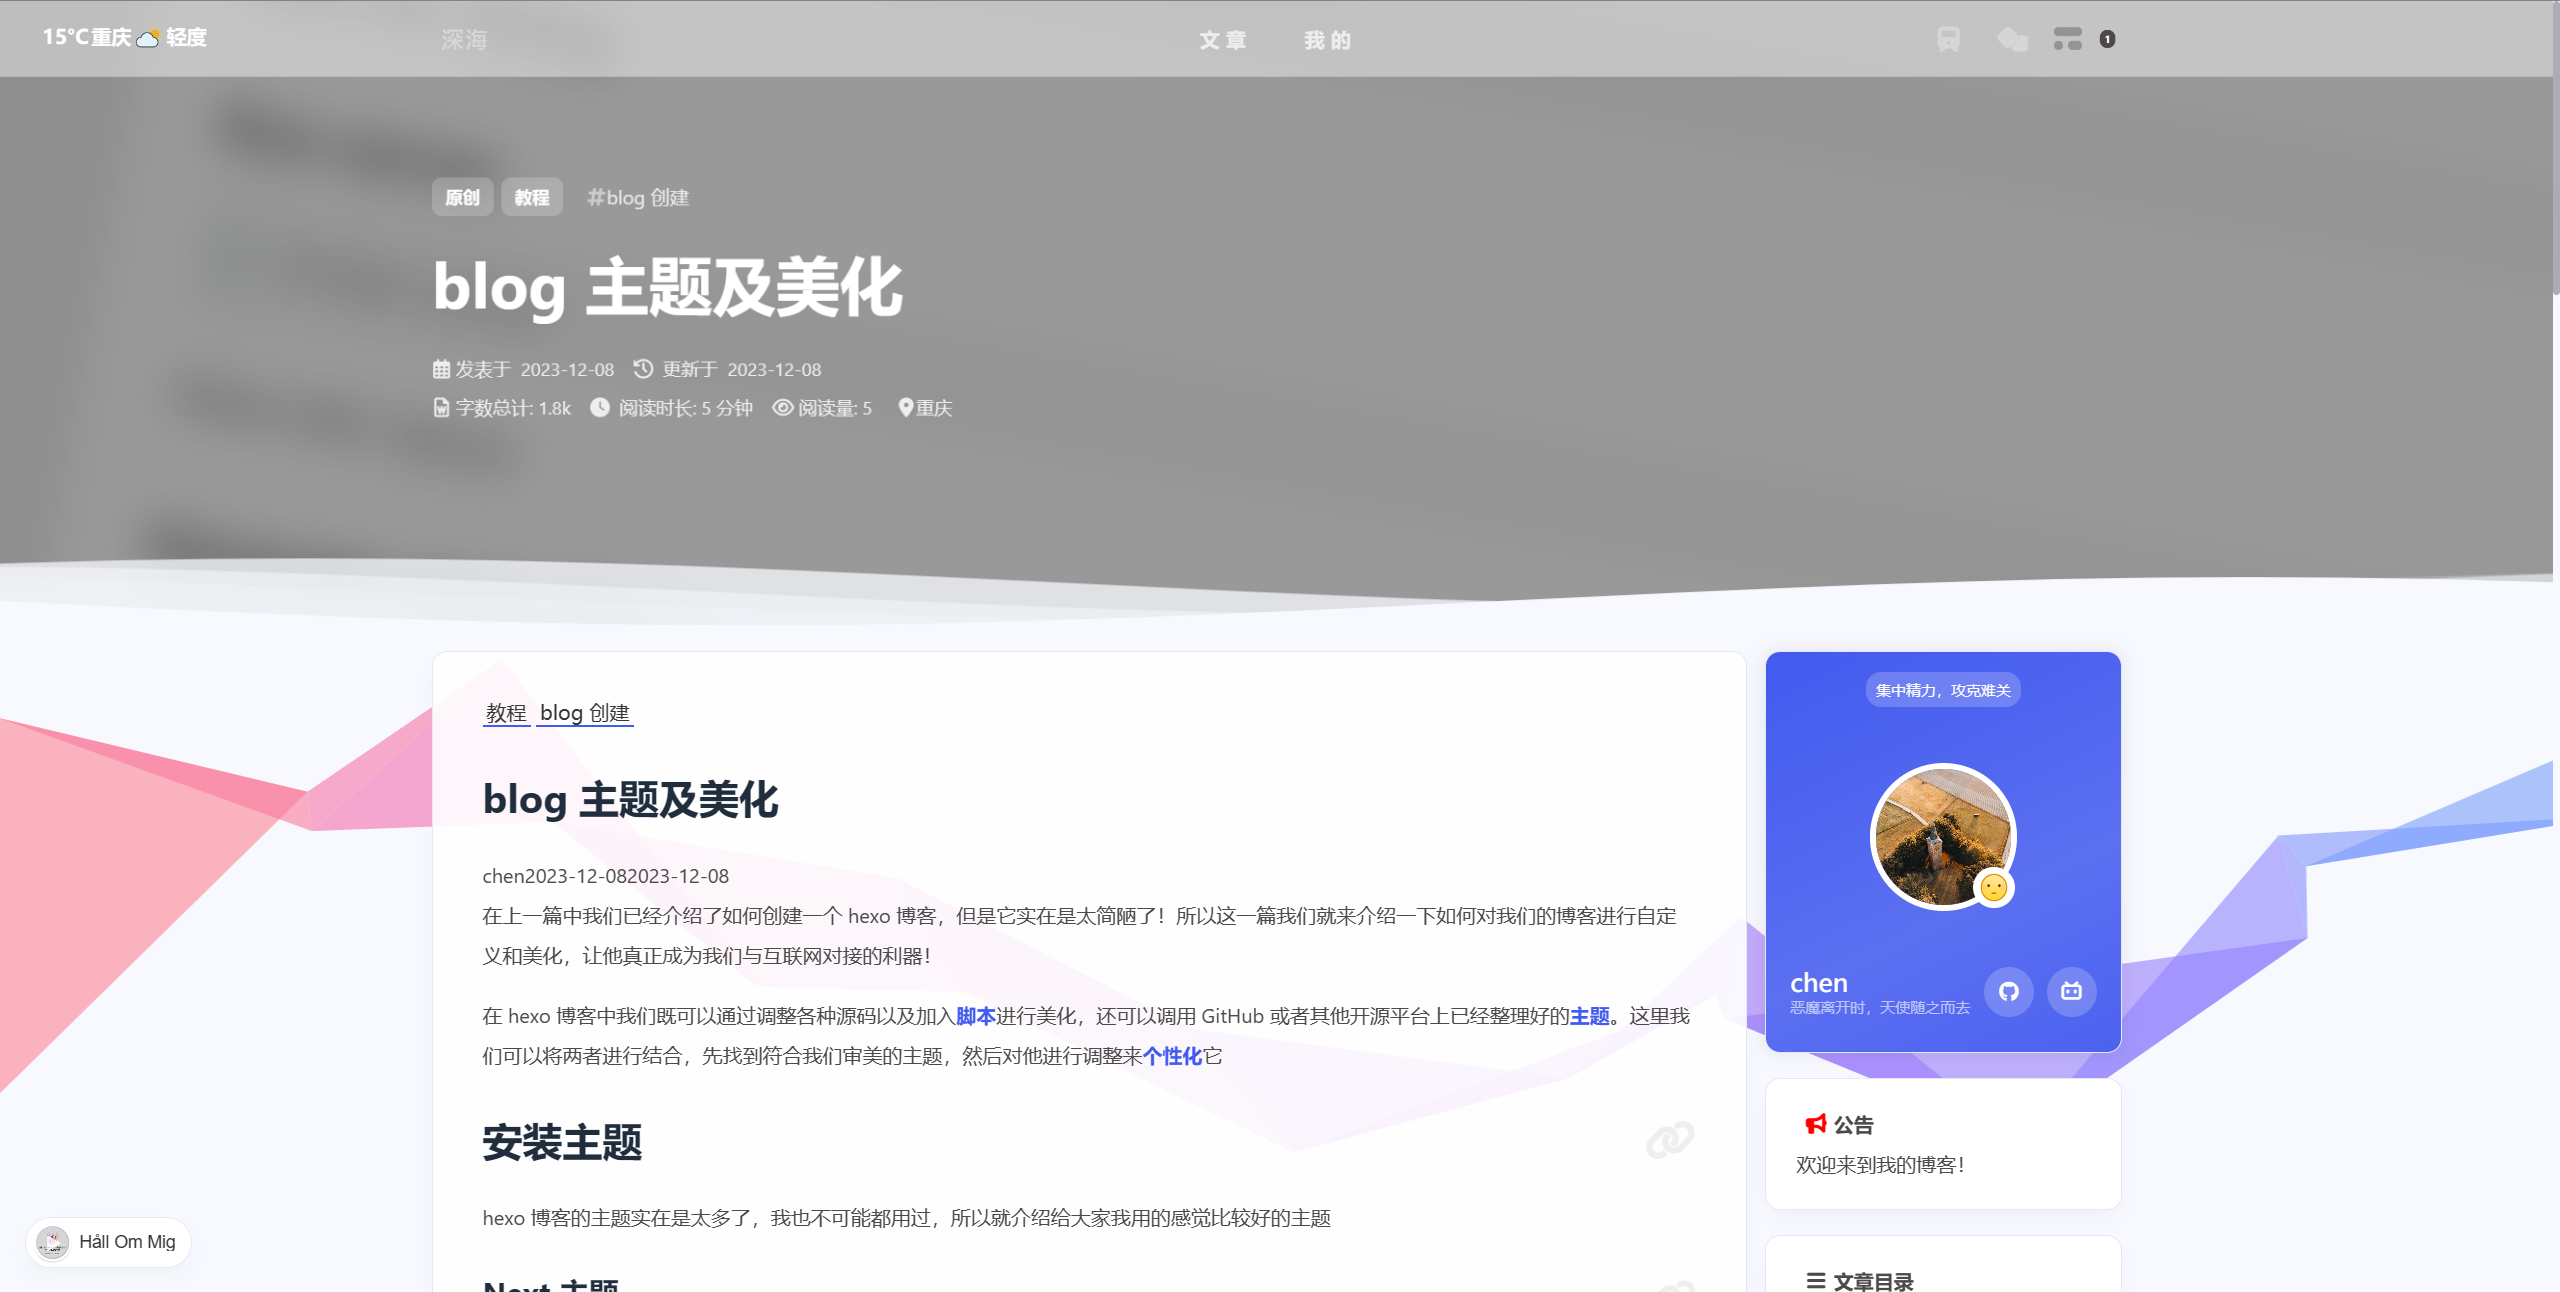 15℃重庆 轻度
深海
文章 我的
1
原创 教程 #blog 创建
blog 主题及美化
发表于 2023-12-08 更新于 2023-12-08
字数总计: 1.8k 阅读时长: 5 分钟 阅读量: 5 重庆
教程 blog 创建
blog 主题及美化
chen2023-12-082023-12-08
在上一篇中我们已经介绍了如何创建一个 hexo 博客，但是它实在是太简陋了！所以这一篇我们就来介绍一下如何对我们的博客进行自定
义和美化，让他真正成为我们与互联网对接的利器！
在 hexo 博客中我们既可以通过调整各种源码以及加入脚本进行美化，还可以调用 GitHub 或者其他开源平台上已经整理好的主题。这里我
们可以将两者进行结合，先找到符合我们审美的主题，然后对他进行调整来个性化它
安装主题
hexo 博客的主题实在是太多了，我也不可能都用过，所以就介绍给大家我用的感觉比较好的主题
Next 主题
集中精力，攻克难关
chen
恶魔离开时，天使随之而去
公告
欢迎来到我的博客！
文章目录
Håll Om Mig